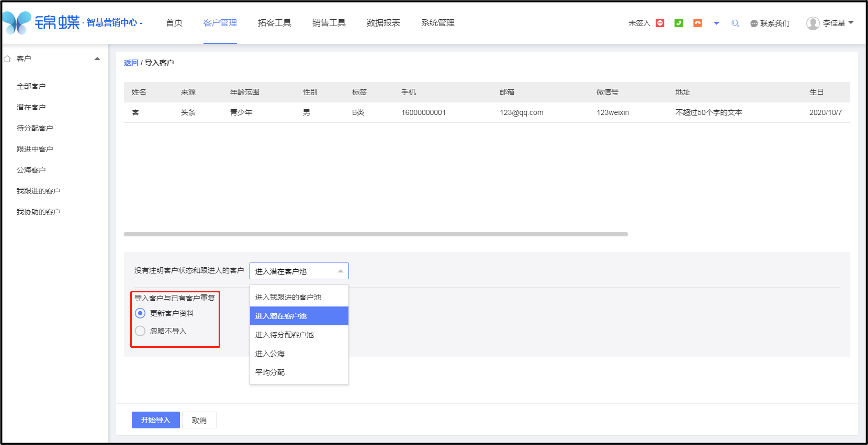 锦蝶·智慧营销中心 首页 客户管理 拓客工具 销售工具 数据报表 系统管理 未签入 联系我们 李佳星
客户
全部客户
潜在客户
待分配客户
跟进中客户
公海客户
我跟进的客户
我协助的客户
返回 / 导入客户
姓名 来源 年龄范围 性别 标签 手机 邮箱 微信号 地址 生日
客 头条 青少年 男 B类 16000000001 123@qq.com 123weixin 不超过50个字的文本 2020/10/7
没有注明客户状态和跟进人的客户 进入潜在客户池
导入客户与已有客户重复
更新客户资料
忽略不导入
进入我跟进的客户池
进入潜在客户池
进入待分配客户池
进入公海
平均分配
开始导入 取消